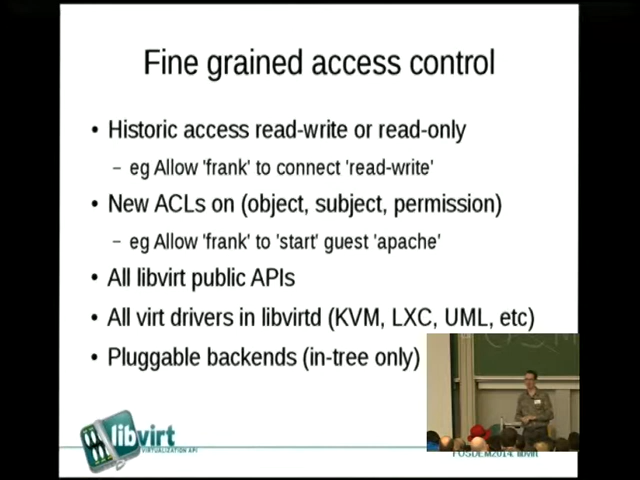 Fine grained access control
• Historic access read-write or read-only
– eg Allow 'frank' to connect 'read-write'
• New ACLs on (object, subject, permission)
– eg Allow 'frank' to 'start' guest 'apache'
• All libvirt public APIs
• All virt drivers in libvirtd (KVM, LXC, UML, etc)
• Pluggable backends (in-tree only)
libvirt
VIRTUALIZATION API
FOSDEM2014: libvirt